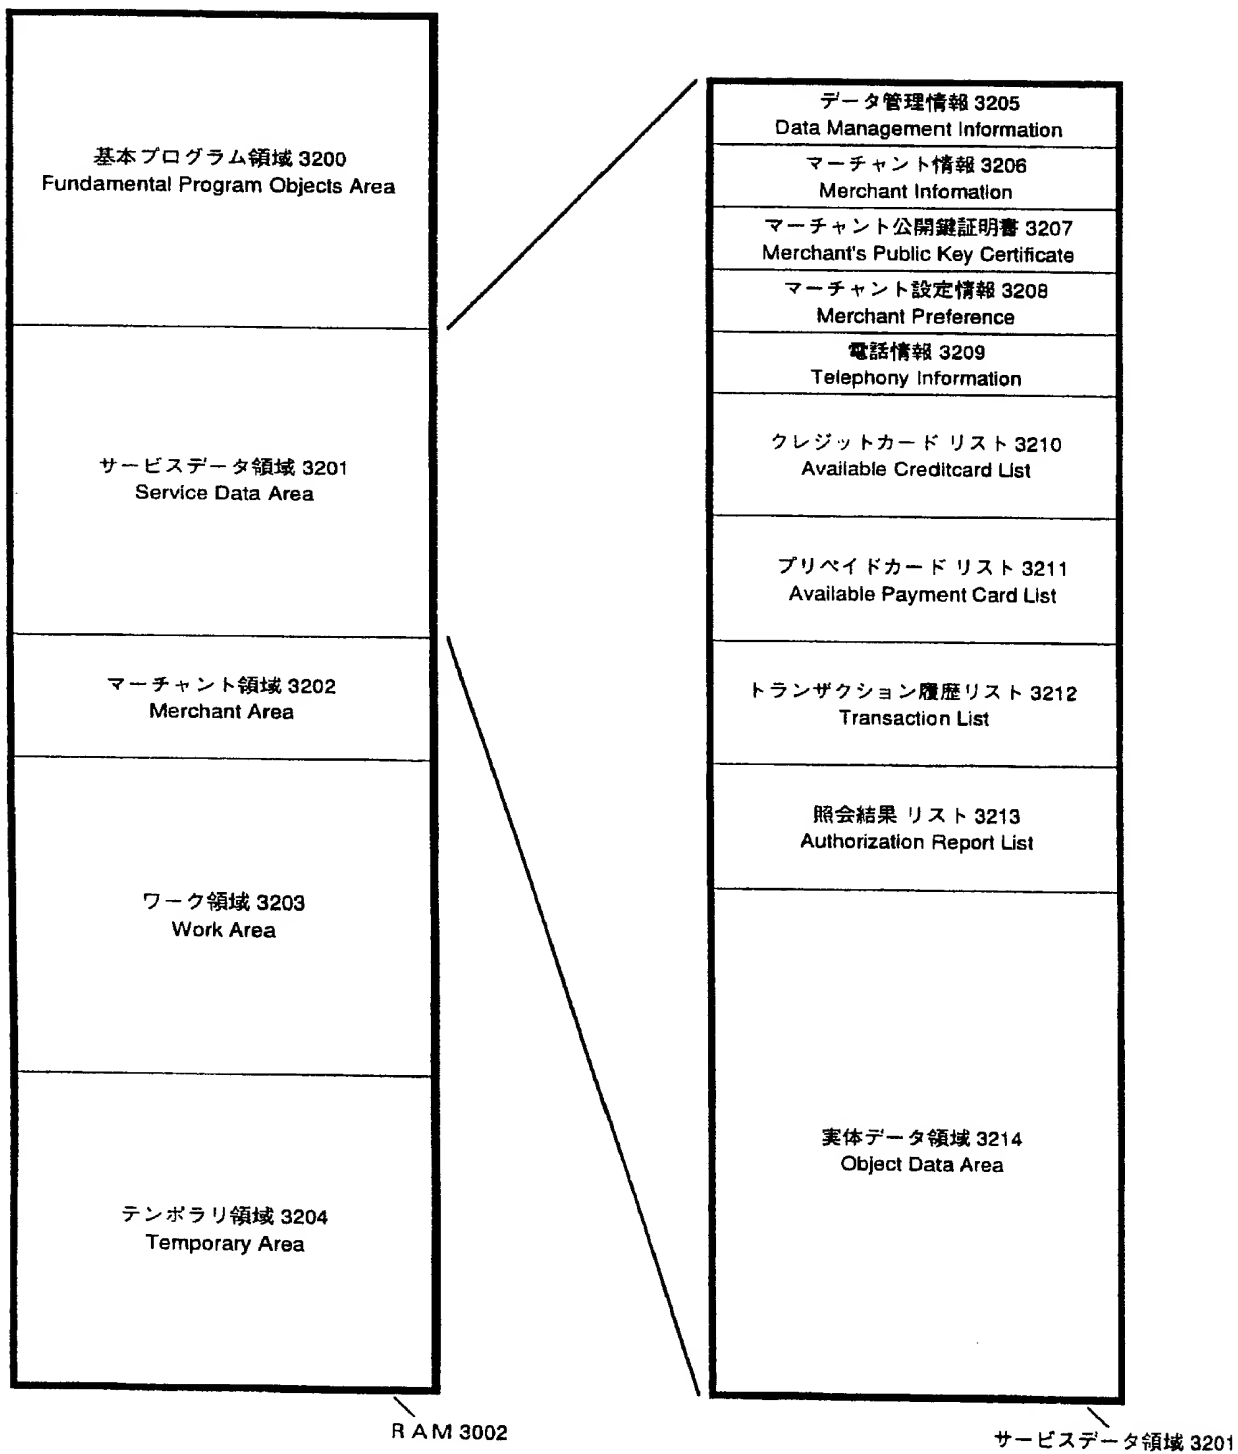 基本プログラム領域 3200
Fundamental Program Objects Area
サービスデータ領域 3201
Service Data Area
マーチャント領域 3202
Merchant Area
ワーク領域 3203
Work Area
テンポラリ領域 3204
Temporary Area
RAM 3002
データ管理情報 3205
Data Management Information
マーチャント情報 3206
Merchant Infomation
マーチャント公開鍵証明書 3207
Merchant's Public Key Certificate
マーチャント設定情報 3208
Merchant Preference
電話情報 3209
Telephony Information
クレジットカード リスト 3210
Available Creditcard List
プリペイドカード リスト 3211
Available Payment Card List
トランザクション履歴リスト 3212
Transaction List
照会結果 リスト 3213
Authorization Report List
実体データ領域 3214
Object Data Area
サービスデータ領域 3201